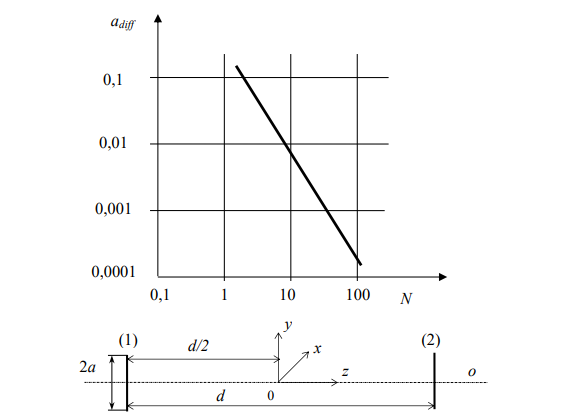 a_diff
0,1
0,01
0,001
0,0001
0,1 1 10 100 N
(1) (2)
y
d/2 x
2a z o
d 0